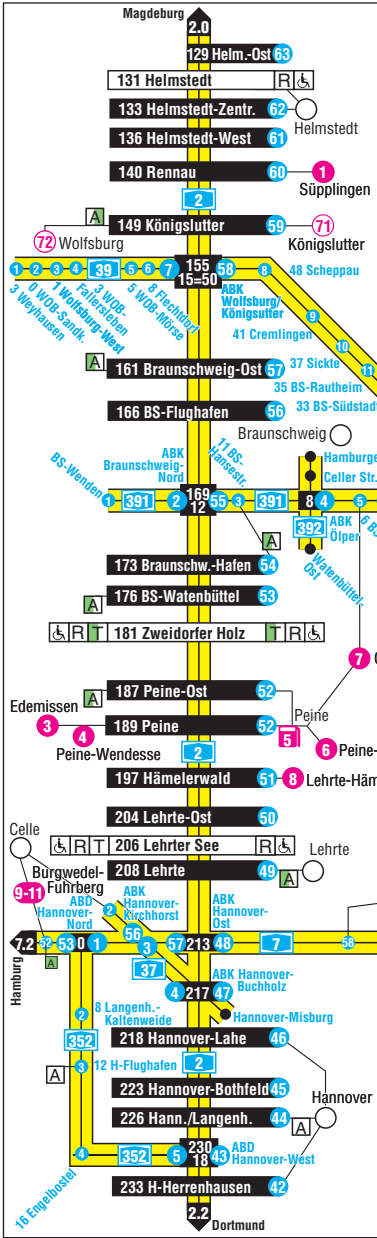 Magdeburg
2.0
129 Helm.-Ost 63
131 Helmstedt R
133 Helmstedt-Zentr. 62
Helmstedt
136 Helmstedt-West 61
140 Rennau 60 1
Süpplingen
2
A
149 Königslutter 59 71
72 Wolfsburg
Königslutter
1 2 3 4 39 5 6 7 155 58 8
15=50
48 Scheppau
ABK
Wolfsburg/
Königsutter
3 Weyhausen
0 WOB-Sandk.
1 Wolfsburg-West
3 WOB-
Fallersleben
5 WOB-Mörse
8 Flechtdorf
9
41 Cremlingen
10
37 Sickte
11
35 BS-Rautheim
33 BS-Südstadt
A
161 Braunschweig-Ost 57
166 BS-Flughafen 56
Braunschweig
ABK
Braunschweig-
Nord
11 BS-
Hansestr.
Hamburge
Celler Str.
BS-Wenden
1 391 2 169 55 3 391 8 4 5
12
6 BS
392
ABK
Ölper
Watenbüttel-
Ost
A
173 Braunschw.-Hafen 54
176 BS-Watenbüttel 53
A
R T 181 Zweidorfer Holz T R
7
187 Peine-Ost 52
A
Edemissen
3
4
189 Peine 52
Peine
5
6 Peine-
Peine-Wendesse
2
197 Hämelerwald 51 8 Lehrte-Häm
204 Lehrte-Ost 50
Celle
R T 206 Lehrter See R
208 Lehrte 49
A
Lehrte
9-11
Burgwedel-
Fuhrberg
2
ABD
Hannover-
Nord
ABK
Hannover-
Kirchhorst
ABK
Hannover-
Ost
56
7.2 52 53 0 1 3 57 213 48 7 58
Hamburg
A
37
ABK Hannover-
Buchholz
4 217 47
Hannover-Misburg
2
8 Langenh.-
Kaltenweide
352
218 Hannover-Lahe 46
A
3
12 H-Flughafen
2
223 Hannover-Bothfeld 45
Hannover
226 Hann./Langenh. 44
A
4 352 5 230 43
18
ABD
Hannover-West
16 Engelbostel
233 H-Herrenhausen 42
2.2
Dortmund